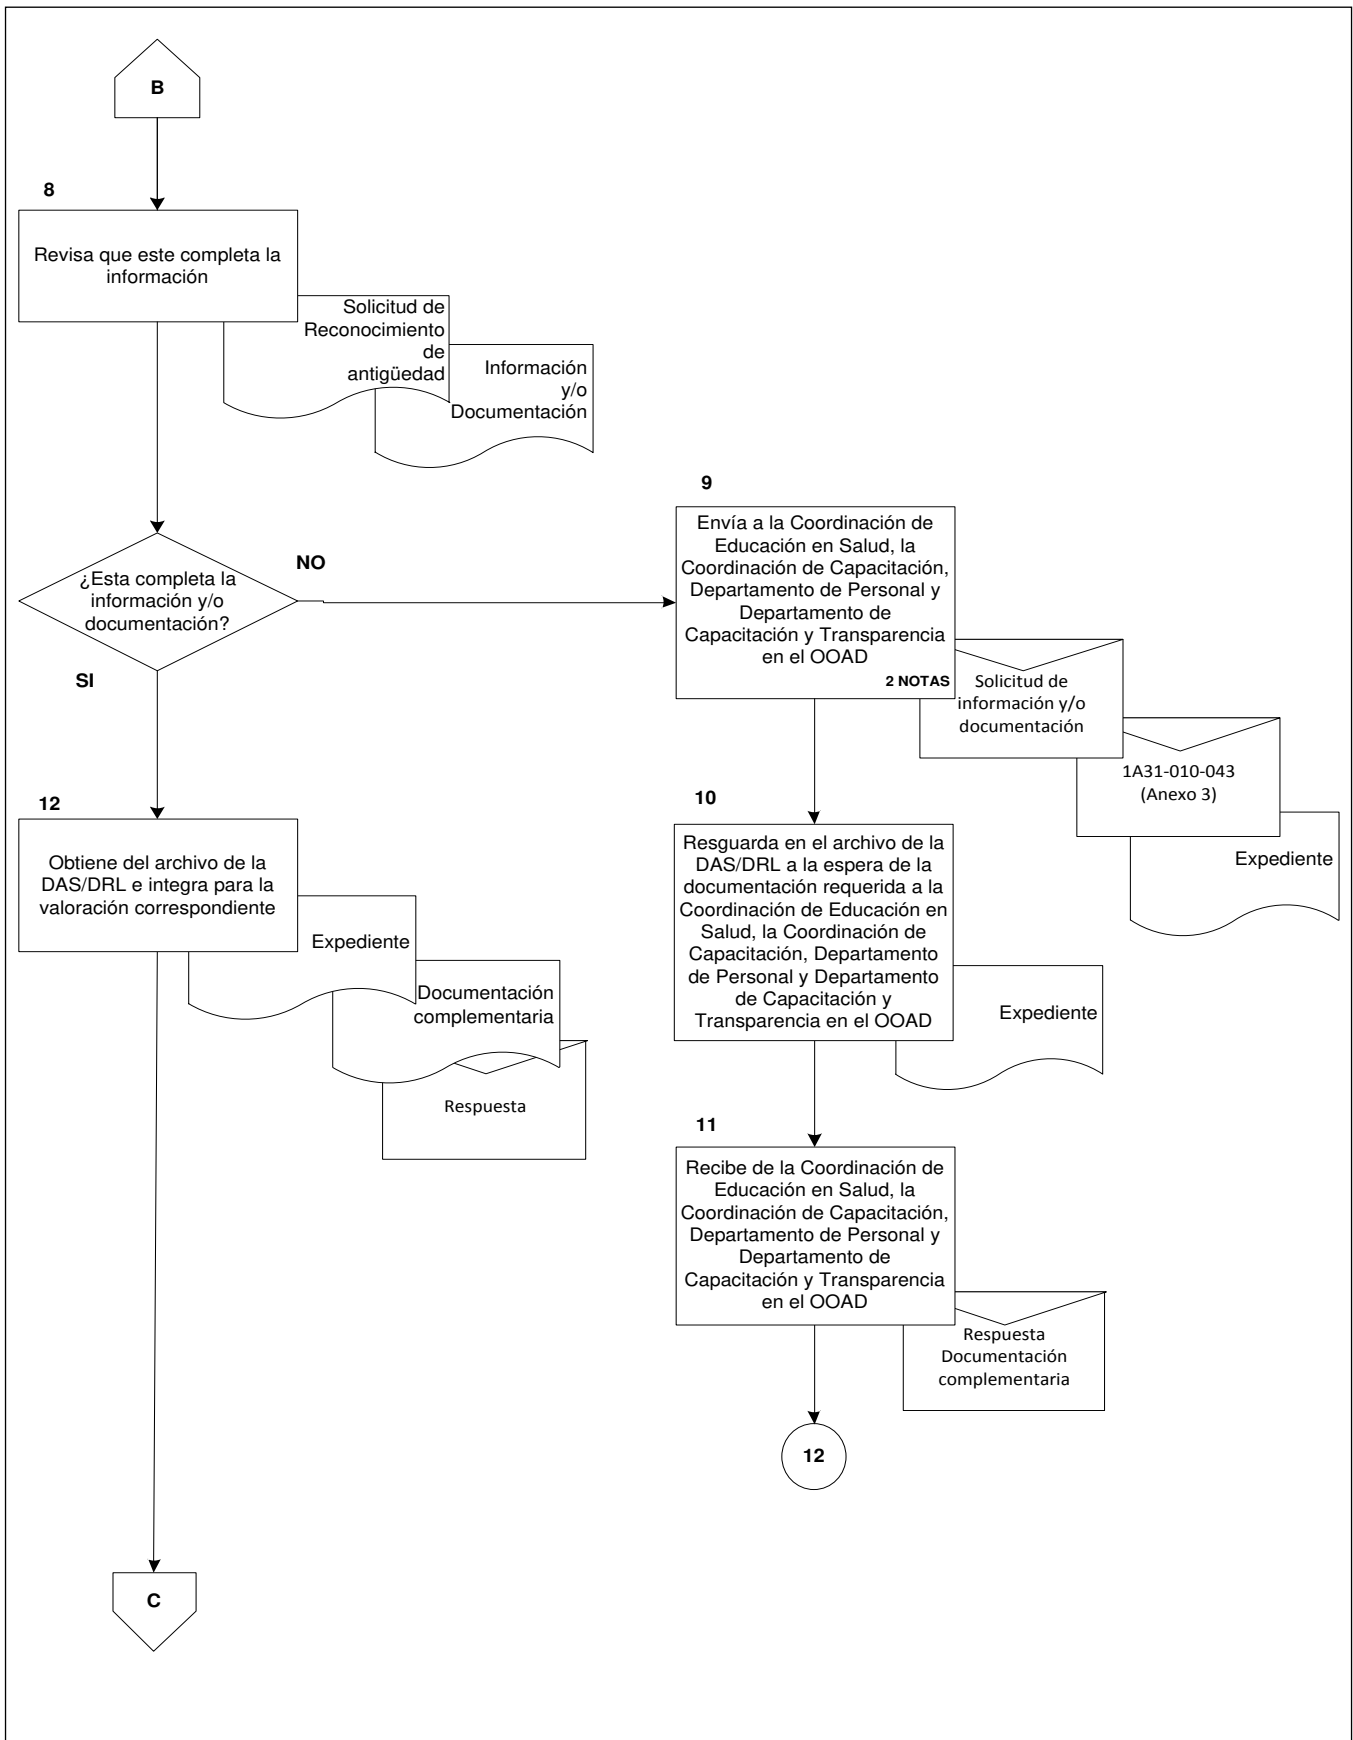 B
8
Revisa que este completa la
información
Solicitud de
Reconocimiento
de
antigüedad
Información
y/o
Documentación
¿Esta completa la
información y/o
documentación?
NO
SI
9
Envía a la Coordinación de
Educación en Salud, la
Coordinación de Capacitación,
Departamento de Personal y
Departamento de
Capacitación y Transparencia
en el OOAD
2 NOTAS
Solicitud de
información y/o
documentación
1A31-010-043
(Anexo 3)
Expediente
10
Resguarda en el archivo de la
DAS/DRL a la espera de la
documentación requerida a la
Coordinación de Educación en
Salud, la Coordinación de
Capacitación, Departamento
de Personal y Departamento
de Capacitación y
Transparencia en el OOAD
Expediente
11
Recibe de la Coordinación de
Educación en Salud, la
Coordinación de Capacitación,
Departamento de Personal y
Departamento de
Capacitación y Transparencia
en el OOAD
Respuesta
Documentación
complementaria
12
12
Obtiene del archivo de la
DAS/DRL e integra para la
valoración correspondiente
Expediente
Documentación
complementaria
Respuesta
C